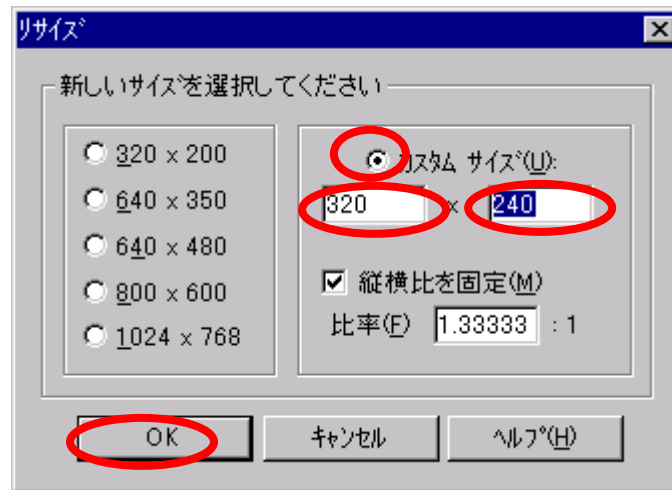 リサイズ
新しいサイズを選択してください
320 x 200
640 x 350
640 x 480
800 x 600
1024 x 768
カスタム サイズ(U):
320 x 240
縦横比を固定(M)
比率(F) 1.33333 : 1
OK キャンセル ヘルプ(H)